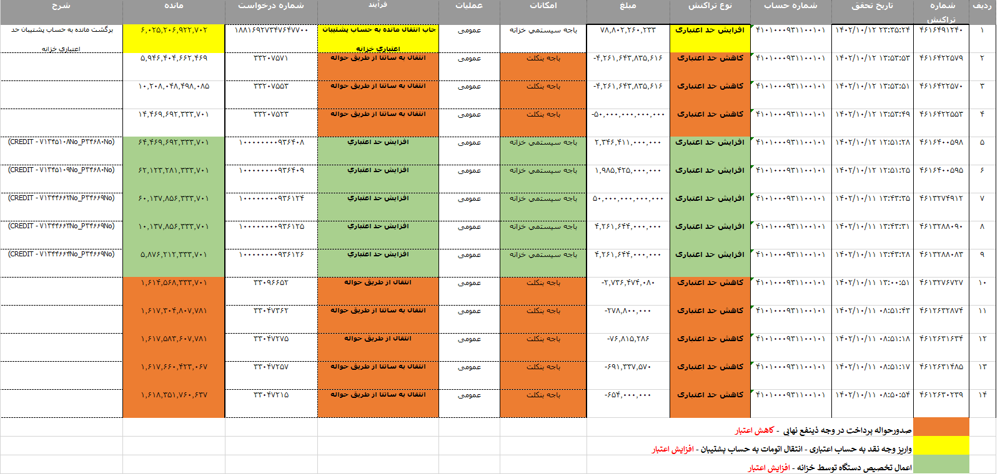 ردیف شماره تراکنش تاریخ تحقق شماره حساب نوع تراکنش مبلغ امکانات عملیات فرآیند شماره درخواست مانده شرح
۱ ۴۶۱۶۴۹۱۲۴۰ ۱۴۰۲/۱۰/۱۲ ۲۳:۳۵:۲۴ ۴۱۰۱۰۰۰۹۳۱۱۰۰۱۰۱ افزایش حد اعتباری ۷۸,۸۰۲,۲۶۰,۲۳۳ باجه سیستمي خزانه عمومی جاب انتقال مانده به حساب پشتیبان اعتباري خزانه ۱۸۸۱۶۹۲۷۳۴۷۶۴۷۷۰۰ ۶,۰۲۵,۲۰۶,۹۲۲,۷۰۲ برگشت مانده به حساب پشتیبان حد اعتباري خزانه
۲ ۴۶۱۶۴۲۲۵۷۹ ۱۴۰۲/۱۰/۱۲ ۱۳:۵۳:۵۳ ۴۱۰۱۰۰۰۹۳۱۱۰۰۱۰۱ کاهش حد اعتباری -۴,۲۶۱,۶۴۳,۸۳۵,۶۱۶ باجه بنکلت عمومی انتقال به ساتنا از طریق حواله ۳۳۲۰۷۵۷۱ ۵,۹۴۶,۴۰۴,۶۶۲,۴۶۹
۳ ۴۶۱۶۴۲۲۵۷۰ ۱۴۰۲/۱۰/۱۲ ۱۳:۵۳:۵۱ ۴۱۰۱۰۰۰۹۳۱۱۰۰۱۰۱ کاهش حد اعتباری -۴,۲۶۱,۶۴۳,۸۳۵,۶۱۶ باجه بنکلت عمومی انتقال به ساتنا از طریق حواله ۳۳۲۰۷۵۵۳ ۱۰,۲۰۸,۰۴۸,۴۹۸,۰۸۵
۴ ۴۶۱۶۴۲۲۵۵۳ ۱۴۰۲/۱۰/۱۲ ۱۳:۵۳:۴۹ ۴۱۰۱۰۰۰۹۳۱۱۰۰۱۰۱ کاهش حد اعتباری -۵۰,۰۰۰,۰۰۰,۰۰۰,۰۰۰ باجه بنکلت عمومی انتقال به ساتنا از طریق حواله ۳۳۲۰۷۵۲۳ ۱۴,۴۶۹,۶۹۲,۳۳۳,۷۰۱
۵ ۴۶۱۶۴۰۰۵۹۸ ۱۴۰۲/۱۰/۱۲ ۱۲:۵۱:۲۸ ۴۱۰۱۰۰۰۹۳۱۱۰۰۱۰۱ افزایش حد اعتباری ۲,۳۴۶,۴۱۱,۰۰۰,۰۰۰ باجه سیستمي خزانه عمومی افزایش حد اعتباري ۱۰۰۰۰۰۰۰۰۹۳۶۴۰۸ ۶۴,۴۶۹,۶۹۲,۳۳۳,۷۰۱ (CREDIT - ۷۱۳۴۵۱۰۸No_P۳۴۶۸۰No)
۶ ۴۶۱۶۴۰۰۵۹۵ ۱۴۰۲/۱۰/۱۲ ۱۲:۵۱:۲۵ ۴۱۰۱۰۰۰۹۳۱۱۰۰۱۰۱ افزایش حد اعتباری ۱,۹۸۵,۴۲۵,۰۰۰,۰۰۰ باجه سیستمي خزانه عمومی افزایش حد اعتباري ۱۰۰۰۰۰۰۰۰۹۳۶۴۰۹ ۶۲,۱۲۳,۲۸۱,۳۳۳,۷۰۱ (CREDIT - ۷۱۳۴۵۱۰۹No_P۳۴۶۸۰No)
۷ ۴۶۱۳۲۷۴۹۱۲ ۱۴۰۲/۱۰/۱۱ ۱۳:۴۳:۳۵ ۴۱۰۱۰۰۰۹۳۱۱۰۰۱۰۱ افزایش حد اعتباری ۵۰,۰۰۰,۰۰۰,۰۰۰,۰۰۰ باجه سیستمي خزانه عمومی افزایش حد اعتباري ۱۰۰۰۰۰۰۰۰۹۳۶۱۲۴ ۶۰,۱۳۷,۸۵۶,۳۳۳,۷۰۱ (CREDIT - ۷۱۳۴۴۶۶۲No_P۳۴۶۶۹No)
۸ ۴۶۱۳۲۸۸۰۹۰ ۱۴۰۲/۱۰/۱۱ ۱۳:۴۳:۳۱ ۴۱۰۱۰۰۰۹۳۱۱۰۰۱۰۱ افزایش حد اعتباری ۴,۲۶۱,۶۴۴,۰۰۰,۰۰۰ باجه سیستمي خزانه عمومی افزایش حد اعتباري ۱۰۰۰۰۰۰۰۰۹۳۶۱۲۵ ۱۰,۱۳۷,۸۵۶,۳۳۳,۷۰۱ (CREDIT - ۷۱۳۴۴۶۶۳No_P۳۴۶۶۹No)
۹ ۴۶۱۳۲۸۸۰۸۳ ۱۴۰۲/۱۰/۱۱ ۱۳:۴۳:۲۸ ۴۱۰۱۰۰۰۹۳۱۱۰۰۱۰۱ افزایش حد اعتباری ۴,۲۶۱,۶۴۴,۰۰۰,۰۰۰ باجه سیستمي خزانه عمومی افزایش حد اعتباري ۱۰۰۰۰۰۰۰۰۹۳۶۱۲۶ ۵,۸۷۶,۲۱۲,۳۳۳,۷۰۱ (CREDIT - ۷۱۳۴۴۶۶۴No_P۳۴۶۶۹No)
۱۰ ۴۶۱۳۲۷۶۷۲۷ ۱۴۰۲/۱۰/۱۱ ۱۳:۰۰:۵۱ ۴۱۰۱۰۰۰۹۳۱۱۰۰۱۰۱ کاهش حد اعتباری -۲,۷۳۶,۴۷۴,۰۸۰ باجه بنکلت عمومی انتقال از طریق حواله ۳۳۰۹۶۶۵۲ ۱,۶۱۴,۵۶۸,۳۳۳,۷۰۱
۱۱ ۴۶۱۲۶۳۲۸۷۴ ۱۴۰۲/۱۰/۱۱ ۰۸:۵۱:۴۳ ۴۱۰۱۰۰۰۹۳۱۱۰۰۱۰۱ کاهش حد اعتباری -۲۷۸,۸۰۰,۰۰۰ باجه بنکلت عمومی انتقال به ساتنا از طریق حواله ۳۳۰۴۷۳۶۲ ۱,۶۱۷,۳۰۴,۸۰۷,۷۸۱
۱۲ ۴۶۱۲۶۳۱۶۳۴ ۱۴۰۲/۱۰/۱۱ ۰۸:۵۱:۱۸ ۴۱۰۱۰۰۰۹۳۱۱۰۰۱۰۱ کاهش حد اعتباری -۷۶,۸۱۵,۲۸۶ باجه بنکلت عمومی انتقال از طریق حواله ۳۳۰۴۷۲۷۵ ۱,۶۱۷,۵۸۳,۶۰۷,۷۸۱
۱۳ ۴۶۱۲۶۳۱۴۸۵ ۱۴۰۲/۱۰/۱۱ ۰۸:۵۱:۱۷ ۴۱۰۱۰۰۰۹۳۱۱۰۰۱۰۱ کاهش حد اعتباری -۶۹۱,۳۳۷,۵۷۰ باجه بنکلت عمومی انتقال به ساتنا از طریق حواله ۳۳۰۴۷۲۵۷ ۱,۶۱۷,۶۶۰,۴۲۳,۰۶۷
۱۴ ۴۶۱۲۶۳۰۲۳۹ ۱۴۰۲/۱۰/۱۱ ۰۸:۵۰:۵۴ ۴۱۰۱۰۰۰۹۳۱۱۰۰۱۰۱ کاهش حد اعتباری -۶۵۴,۰۰۰,۰۰۰ باجه بنکلت عمومی انتقال به ساتنا از طریق حواله ۳۳۰۴۷۲۱۵ ۱,۶۱۸,۳۵۱,۷۶۰,۶۳۷
صدورحواله پرداخت در وجه ذینفع نهایی - کاهش اعتبار
واریز وجه نقد به حساب اعتباری - انتقال اتومات به حساب پشتیبان - افزایش اعتبار
اعمال تخصیص دستگاه توسط خزانه - افزایش اعتبار